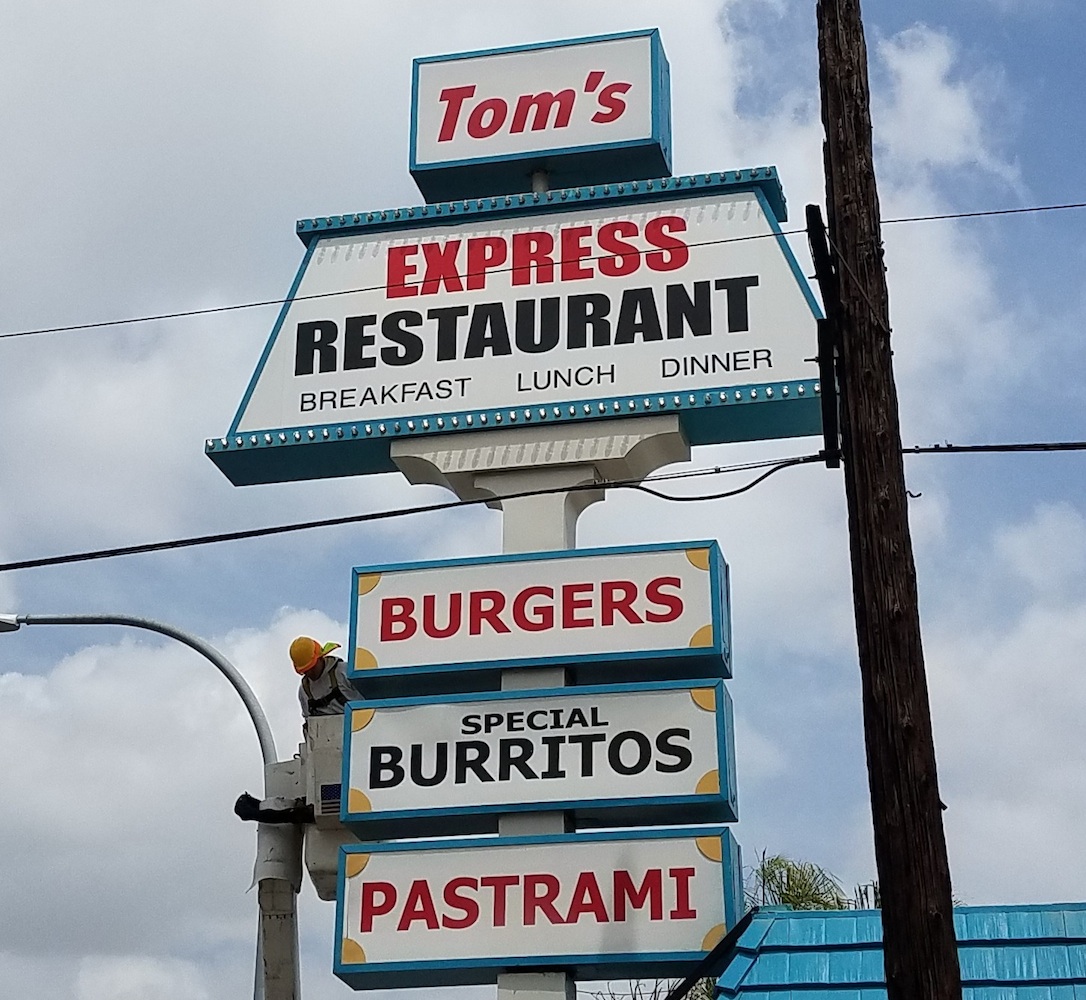 Tom's
EXPRESS
RESTAURANT
BREAKFAST LUNCH DINNER
BURGERS
SPECIAL
BURRITOS
PASTRAMI